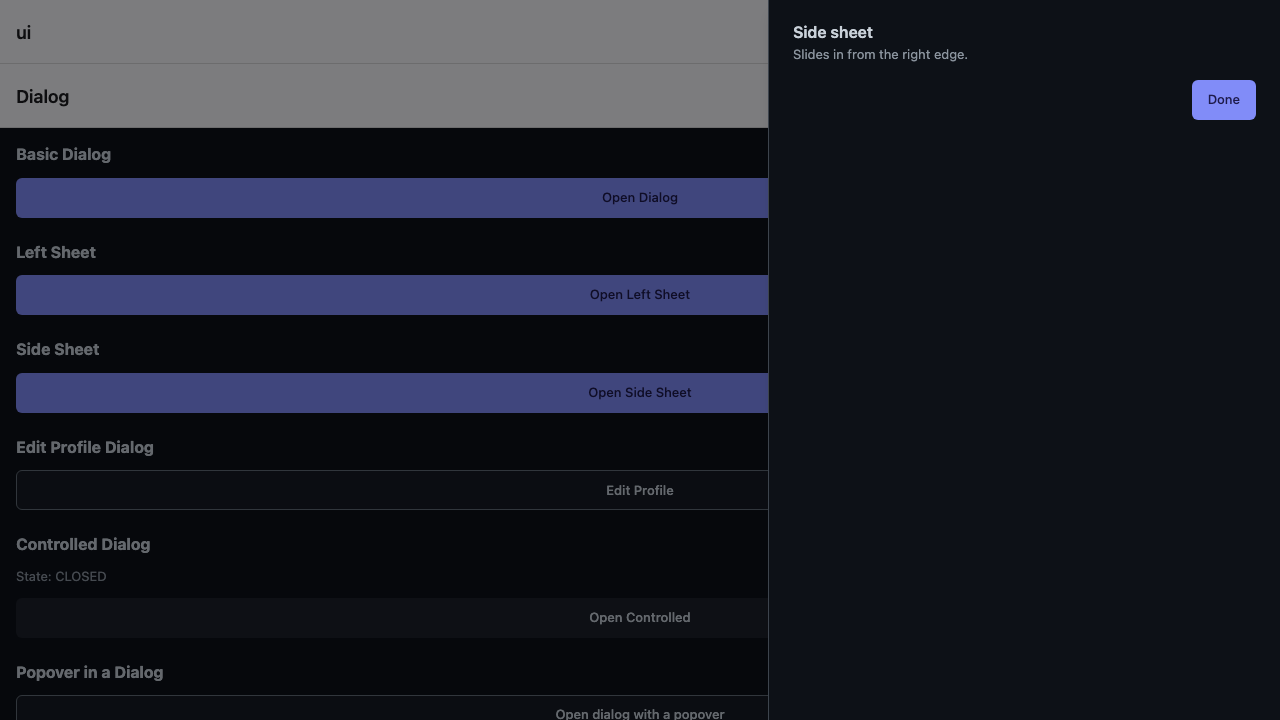 ui
Dialog
Basic Dialog
Open Dialog
Left Sheet
Open Left Sheet
Side Sheet
Open Side Sheet
Edit Profile Dialog
Edit Profile
Controlled Dialog
State: CLOSED
Open Controlled
Popover in a Dialog
Open dialog with a popover
Side sheet
Slides in from the right edge.
Done